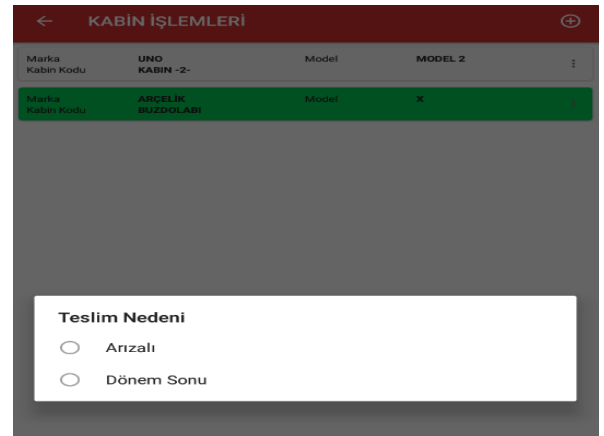 KABİN İŞLEMLERİ
Marka UNO Model MODEL 2
Kabin Kodu KABIN -2-
Marka ARÇELİK Model X
Kabin Kodu BUZDOLABI
Teslim Nedeni
Arızalı
Dönem Sonu